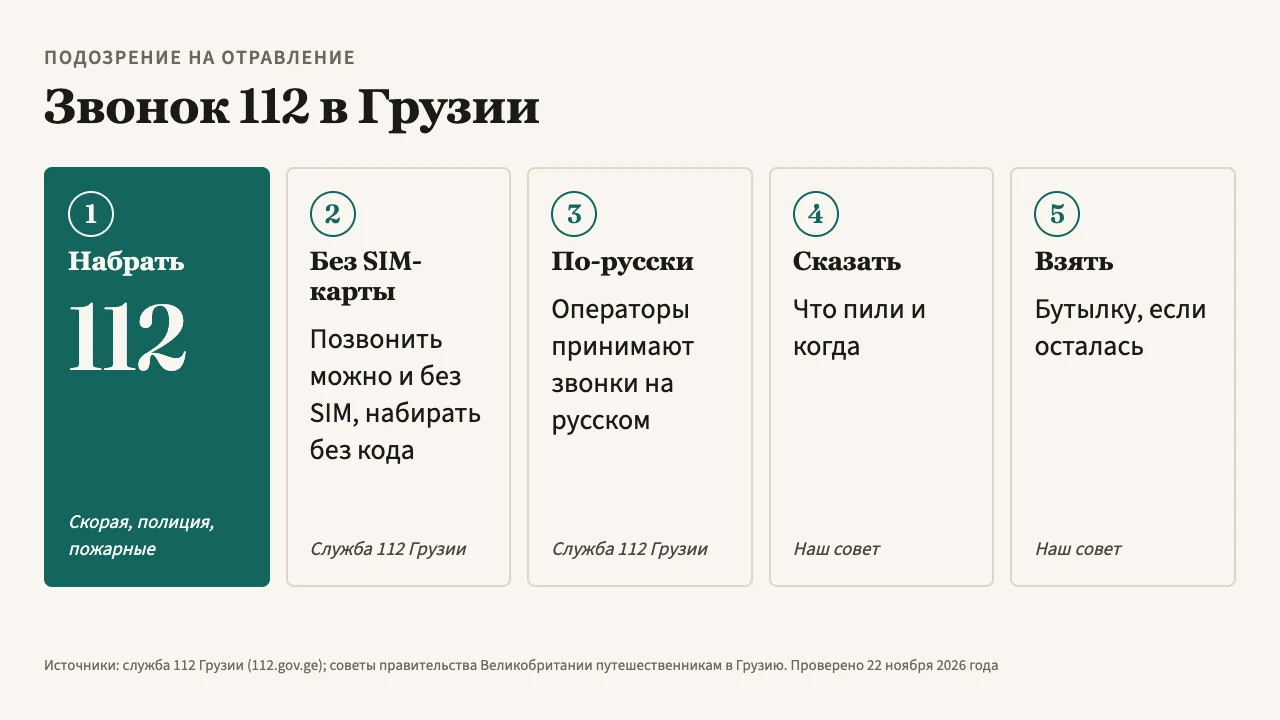 ПОДОЗРЕНИЕ НА ОТРАВЛЕНИЕ
Звонок 112 в Грузии
1
Набрать
112
Скорая, полиция,
пожарные
2
Без SIM-
карты
Позвонить
можно и без
SIM, набирать
без кода
Служба 112 Грузии
3
По-русски
Операторы
принимают
звонки на
русском
Служба 112 Грузии
4
Сказать
Что пили и
когда
Наш совет
5
Взять
Бутылку, если
осталась
Наш совет
Источники: служба 112 Грузии (112.gov.ge); советы правительства Великобритании путешественникам в Грузию. Проверено 22 ноября 2026 года